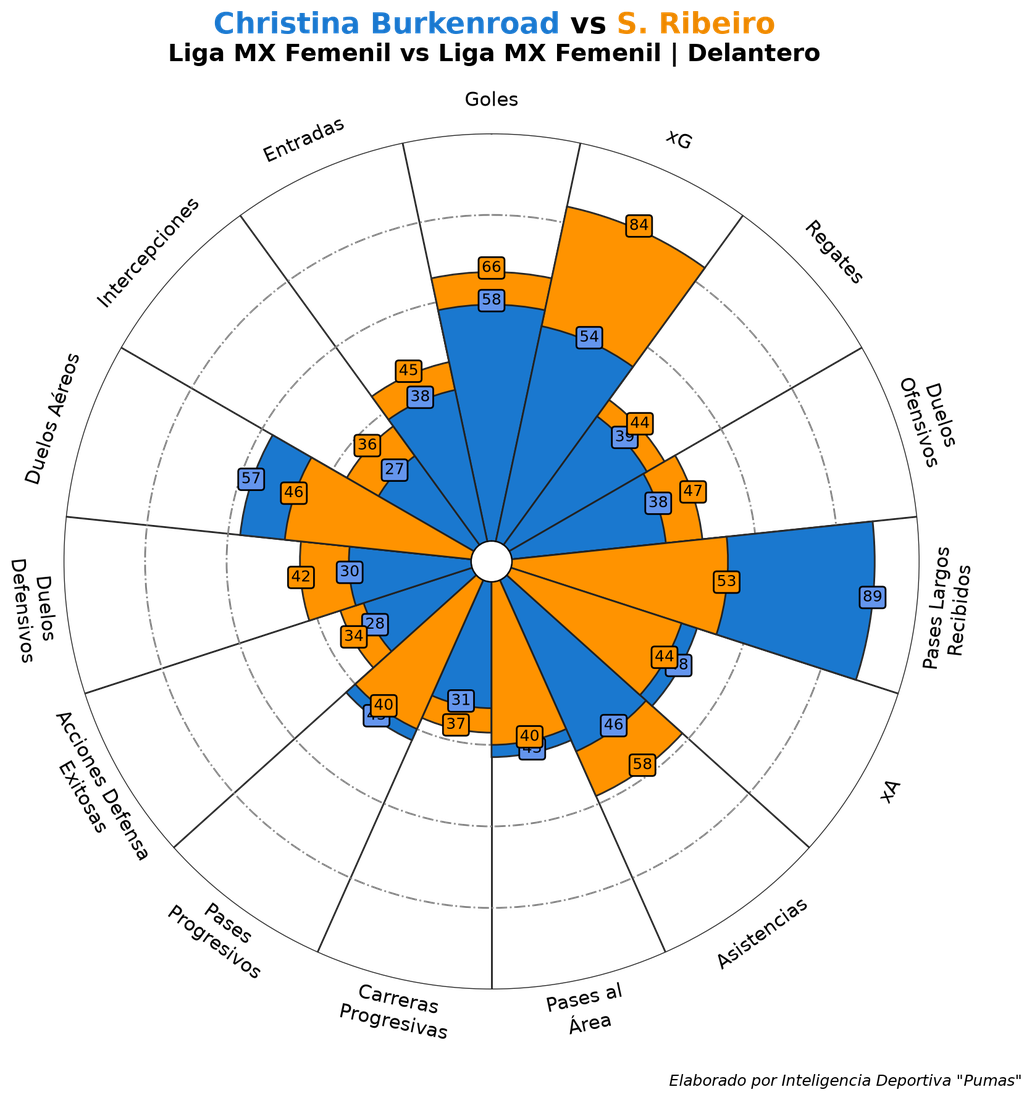 Christina Burkenroad vs S. Ribeiro
Liga MX Femenil vs Liga MX Femenil | Delantero
Goles
xG
Regates
Duelos
Ofensivos
Pases Largos
Recibidos
xA
Asistencias
Pases al
Área
Carreras
Progresivas
Pases
Progresivos
Acciones Defensa
Exitosas
Duelos
Defensivos
Duelos Aéreos
Intercepciones
Entradas
66
58
84
54
44
39
47
38
53
89
44
46
58
40
31
37
40
28
34
30
42
57
46
36
27
45
38
Elaborado por Inteligencia Deportiva "Pumas"